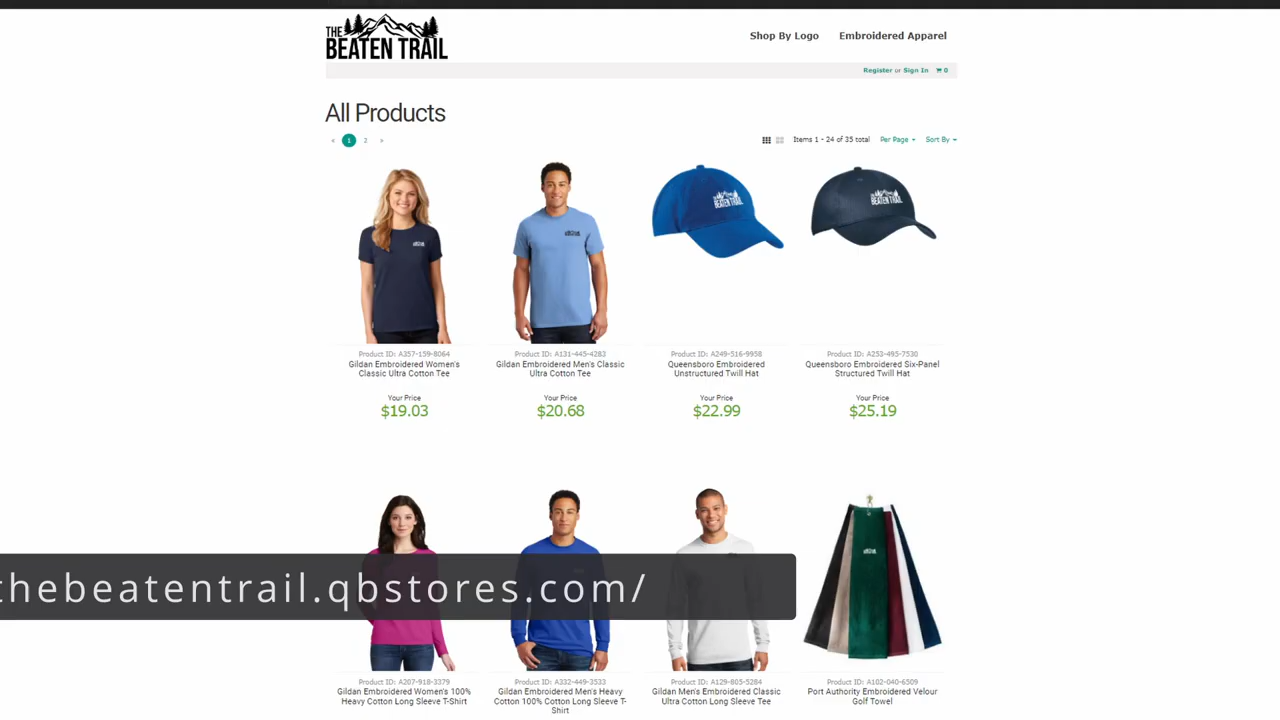 THE
BEATEN TRAIL
Shop By Logo Embroidered Apparel
Register or Sign In 0
All Products
< 1 2 >
Items 1 - 24 of 35 total Per Page Sort By
BEATEN TRAIL
BEATEN TRAIL
Product ID: A357-159-8064
Gildan Embroidered Women's
Classic Ultra Cotton Tee
Your Price
$19.03
Product ID: A131-445-4283
Gildan Embroidered Men's Classic
Ultra Cotton Tee
Your Price
$20.68
Product ID: A249-516-9958
Queensboro Embroidered
Unstructured Twill Hat
Your Price
$22.99
Product ID: A253-495-7530
Queensboro Embroidered Six-Panel
Structured Twill Hat
Your Price
$25.19
thebeatentrail.qbstores.com/
Product ID: A207-918-3379
Gildan Embroidered Women's 100%
Heavy Cotton Long Sleeve T-Shirt
Product ID: A332-449-3533
Gildan Embroidered Men's Heavy
Cotton 100% Cotton Long Sleeve T-
Shirt
Product ID: A129-805-5284
Gildan Men's Embroidered Classic
Ultra Cotton Long Sleeve Tee
Product ID: A102-040-6509
Port Authority Embroidered Velour
Golf Towel